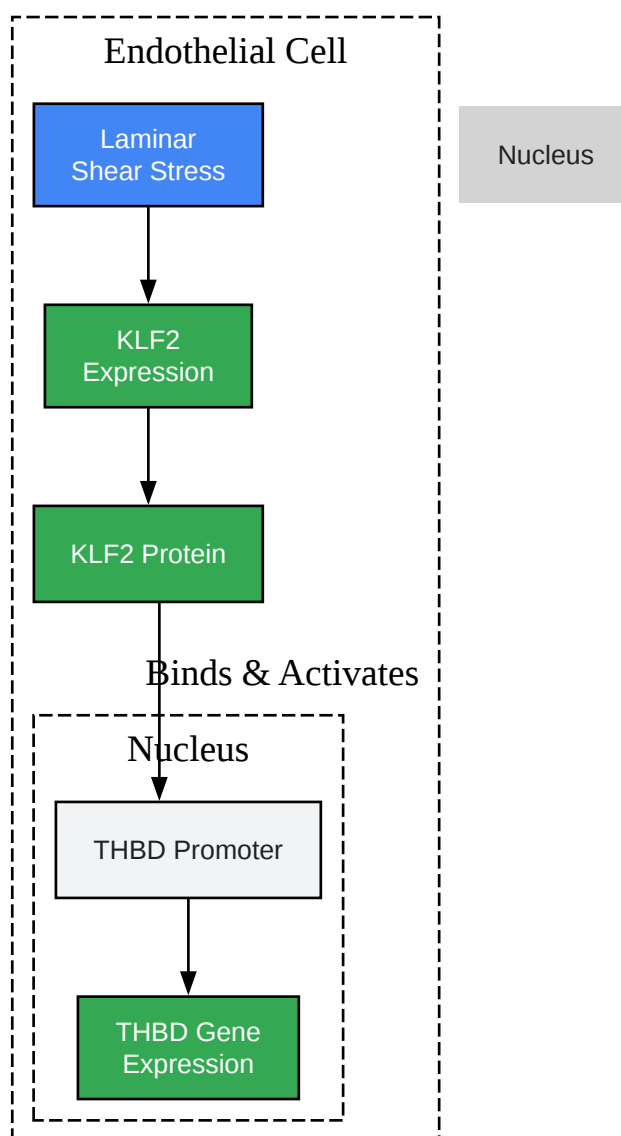 Endothelial Cell
Laminar
Shear Stress
Nucleus
KLF2
Expression
KLF2 Protein
Binds & Activates
Nucleus
THBD Promoter
THBD Gene
Expression